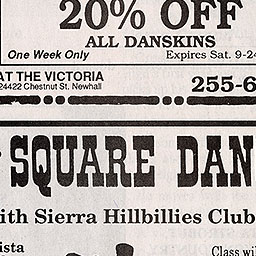 20% OFF
ALL DANSKINS
One Week Only Expires Sat. 9-24
AT THE VICTORIA
24422 Chestnut St. Newhall 255-6
SQUARE DAN
ith Sierra Hillbillies Club
ista
Class wi